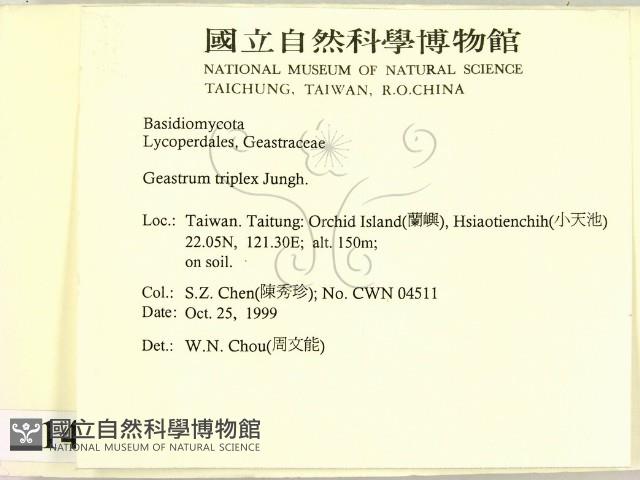 國立自然科學博物館
NATIONAL MUSEUM OF NATURAL SCIENCE
TAICHUNG, TAIWAN, R.O.CHINA
Basidiomycota
Lycoperdales, Geastraceae
Geastrum triplex Jungh.
Loc.: Taiwan. Taitung: Orchid Island(蘭嶼), Hsiaotienchih(小天池)
22.05N, 121.30E; alt. 150m;
on soil.
Col.: S.Z. Chen(陳秀珍); No. CWN 04511
Date: Oct. 25, 1999
Det.: W.N. Chou(周文能)
14
國立自然科學博物館
NATIONAL MUSEUM OF NATURAL SCIENCE